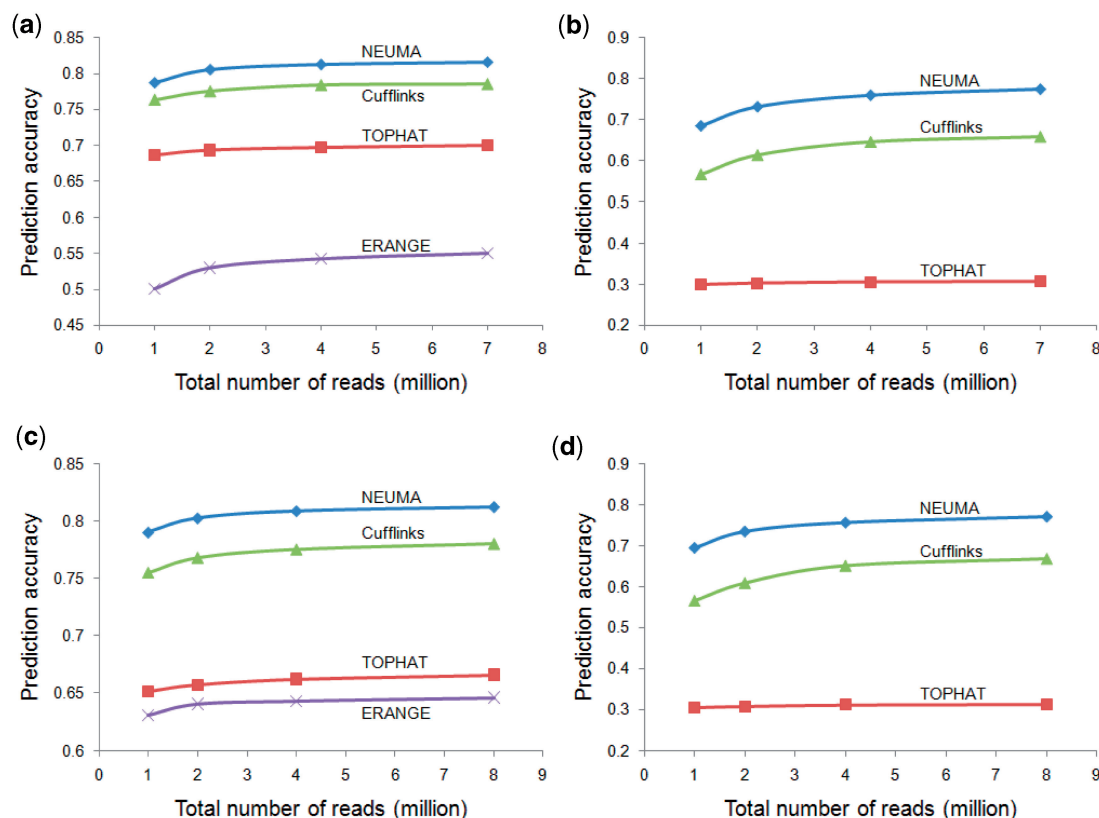 (a)
0.85
0.8
0.75
0.7
0.65
0.6
0.55
0.5
0.45
Prediction accuracy
NEUMA
Cufflinks
TOPHAT
ERANGE
0 1 2 3 4 5 6 7 8
Total number of reads (million)
(b)
0.9
0.8
0.7
0.6
0.5
0.4
0.3
0.2
Prediction accuracy
NEUMA
Cufflinks
TOPHAT
0 1 2 3 4 5 6 7 8
Total number of reads (million)
(c)
0.85
0.8
0.75
0.7
0.65
0.6
Prediction accuracy
NEUMA
Cufflinks
TOPHAT
ERANGE
0 1 2 3 4 5 6 7 8 9
Total number of reads (million)
(d)
0.9
0.8
0.7
0.6
0.5
0.4
0.3
0.2
Prediction accuracy
NEUMA
Cufflinks
TOPHAT
0 1 2 3 4 5 6 7 8 9
Total number of reads (million)